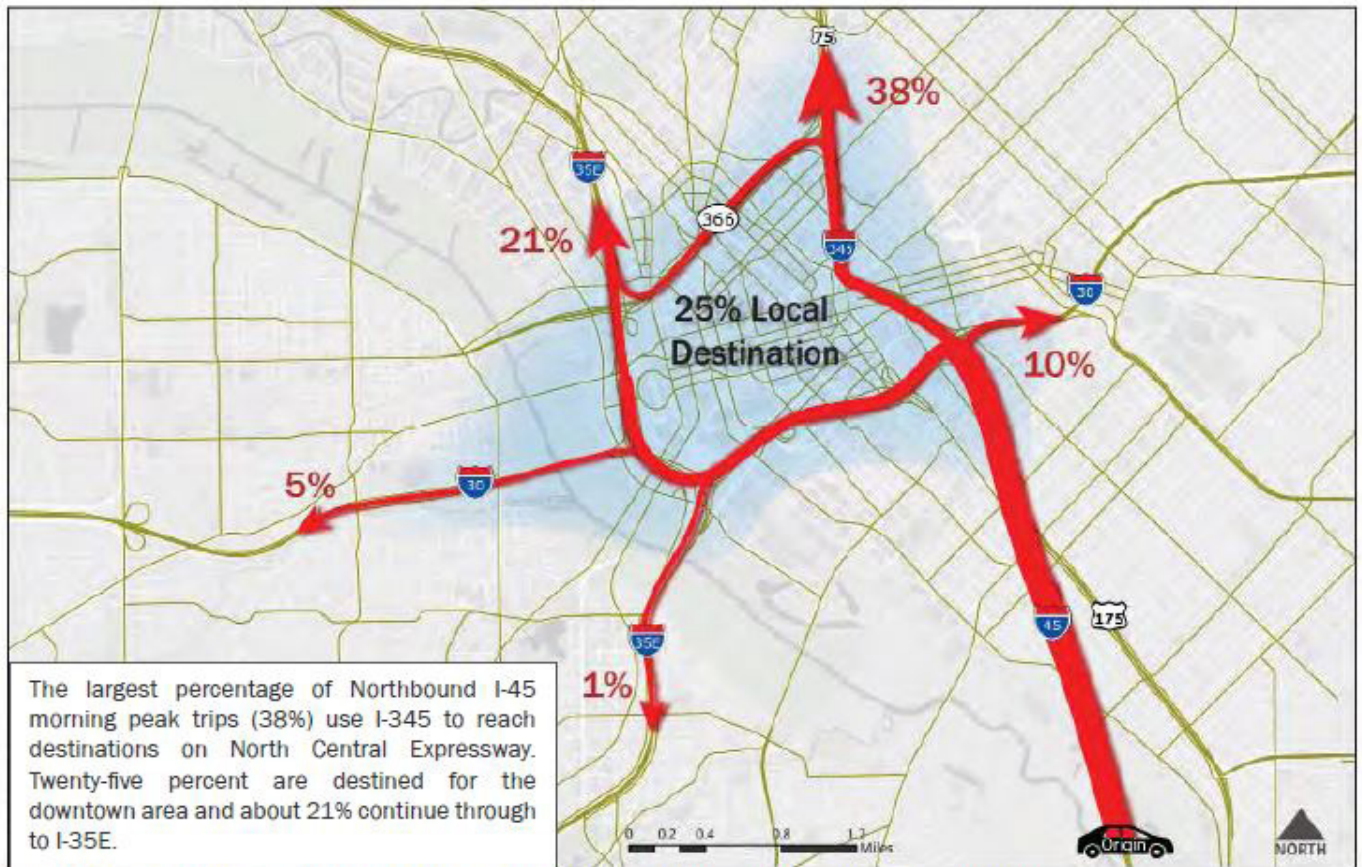 75
38%
35E
366
21%
345
30
25% Local
Destination
10%
5%
30
175
45
35E
1%
The largest percentage of Northbound I-45
morning peak trips (38%) use I-345 to reach
destinations on North Central Expressway.
Twenty-five percent are destined for the
downtown area and about 21% continue through
to I-35E.
0 0.2 0.4 0.8 1.2
Miles
Origin
NORTH